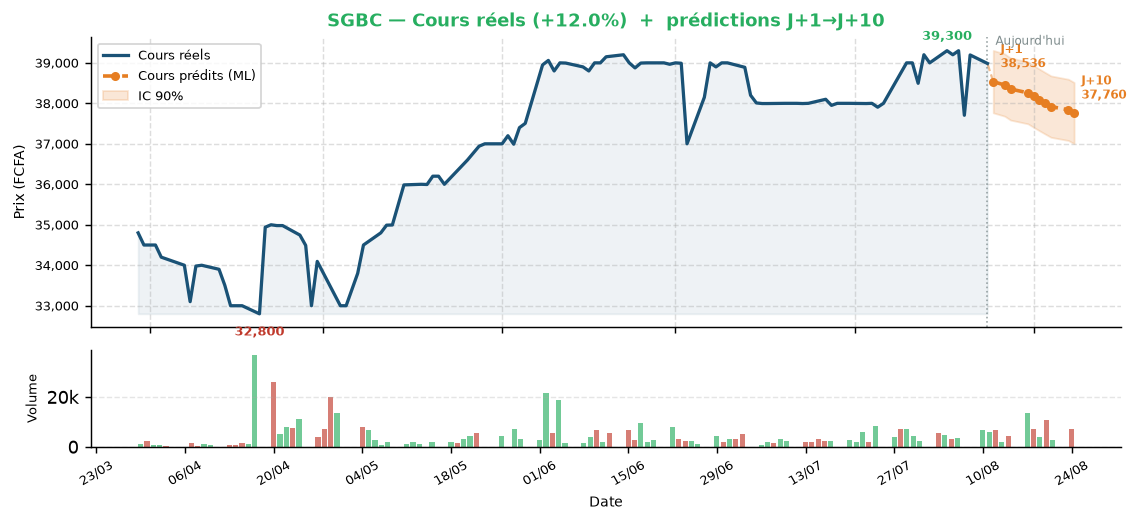 SGBC — Cours réels (+12.0%)  +  prédictions J+1→J+10
39,300
Aujourd'hui
J+1
38,536
J+10
37,760
32,800
Cours réels
Cours prédits (ML)
IC 90%
Prix (FCFA)
39,000
38,000
37,000
36,000
35,000
34,000
33,000
Volume
20k
0
23/03
06/04
20/04
04/05
18/05
01/06
15/06
29/06
13/07
27/07
10/08
24/08
Date